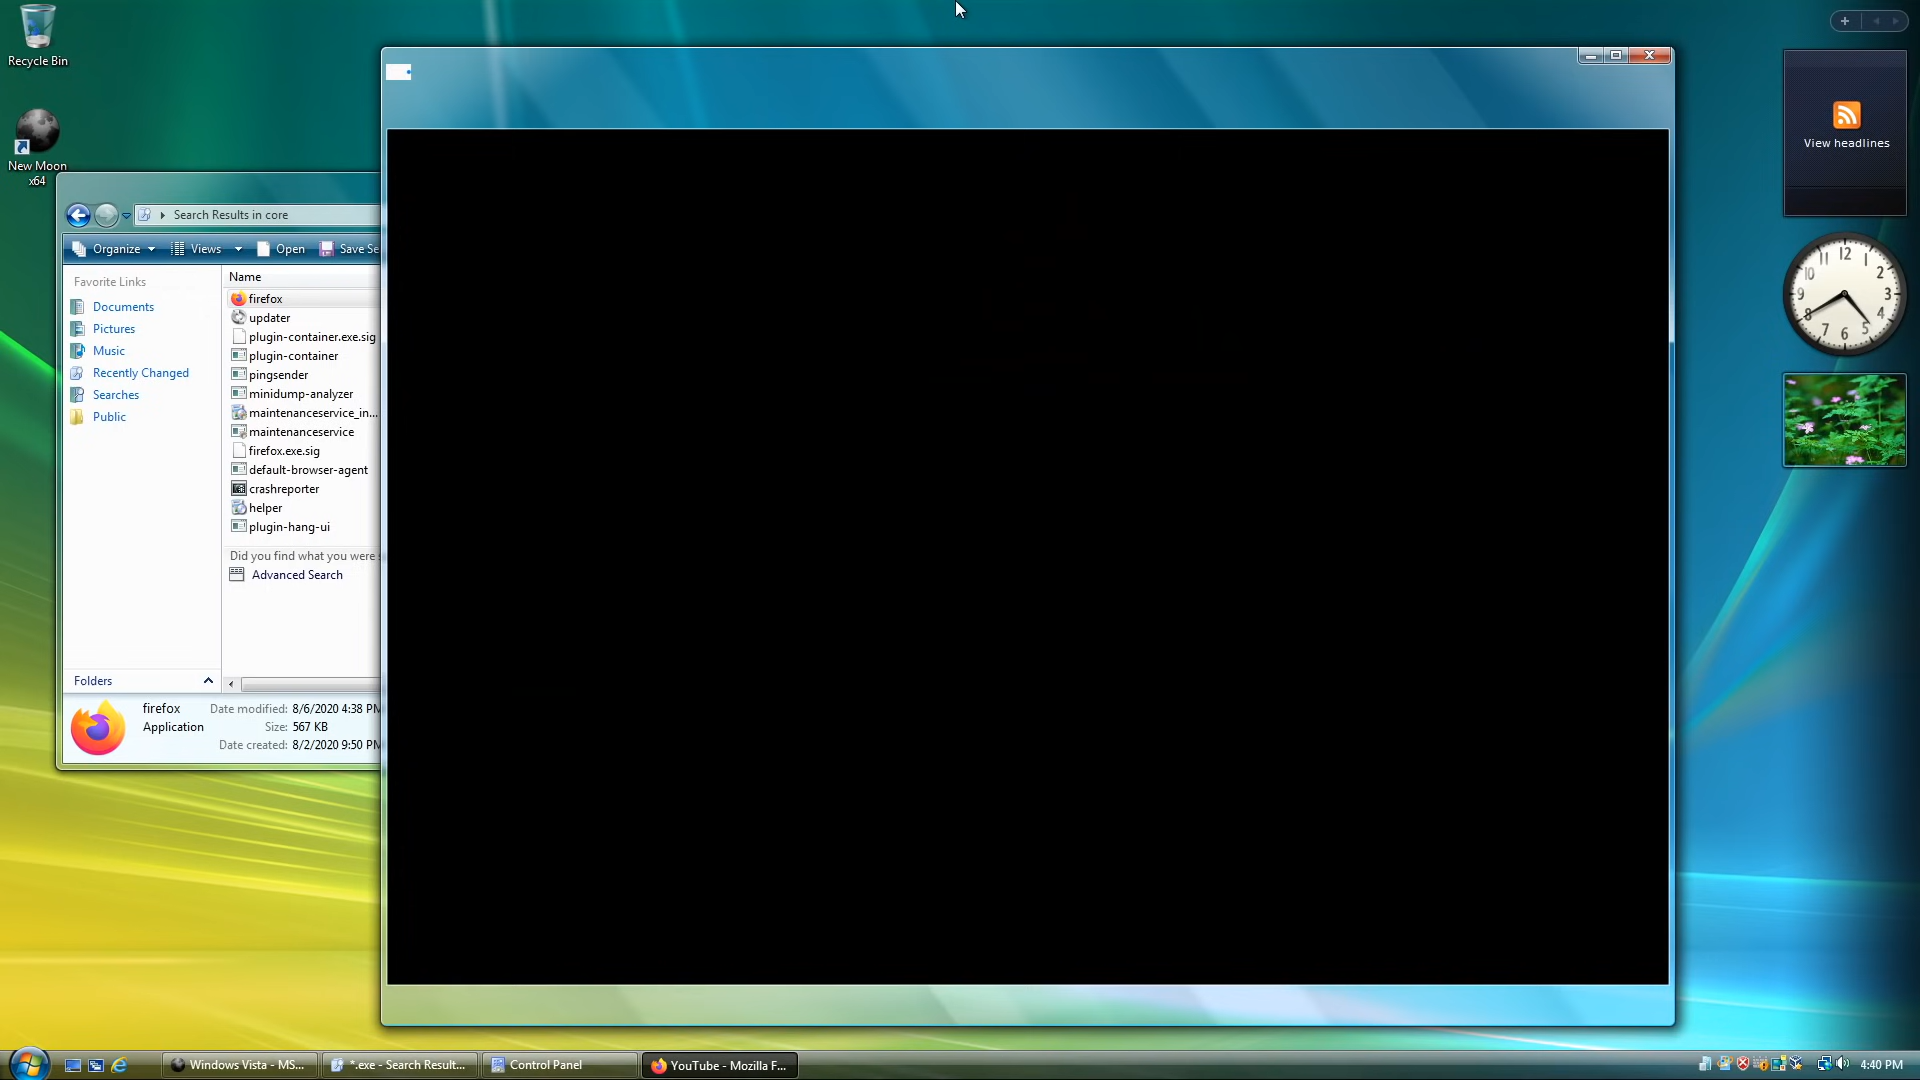 Recycle Bin
New Moon
x64
Search Results in core
Organize
Views
Open
Save Se
Favorite Links
Documents
Pictures
Music
Recently Changed
Searches
Public
Folders
Name
firefox
updater
plugin-container.exe.sig
plugin-container
pingsender
minidump-analyzer
maintenanceservice_in...
maintenanceservice
firefox.exe.sig
default-browser-agent
crashreporter
helper
plugin-hang-ui
Did you find what you were
Advanced Search
firefox
Application
Date modified: 8/6/2020 4:38 PM
Size: 567 KB
Date created: 8/2/2020 9:50 PM
View headlines
12
1
2
3
4
5
6
7
8
9
10
11
Windows Vista - MS...
*.exe - Search Result...
Control Panel
YouTube - Mozilla F...
4:40 PM